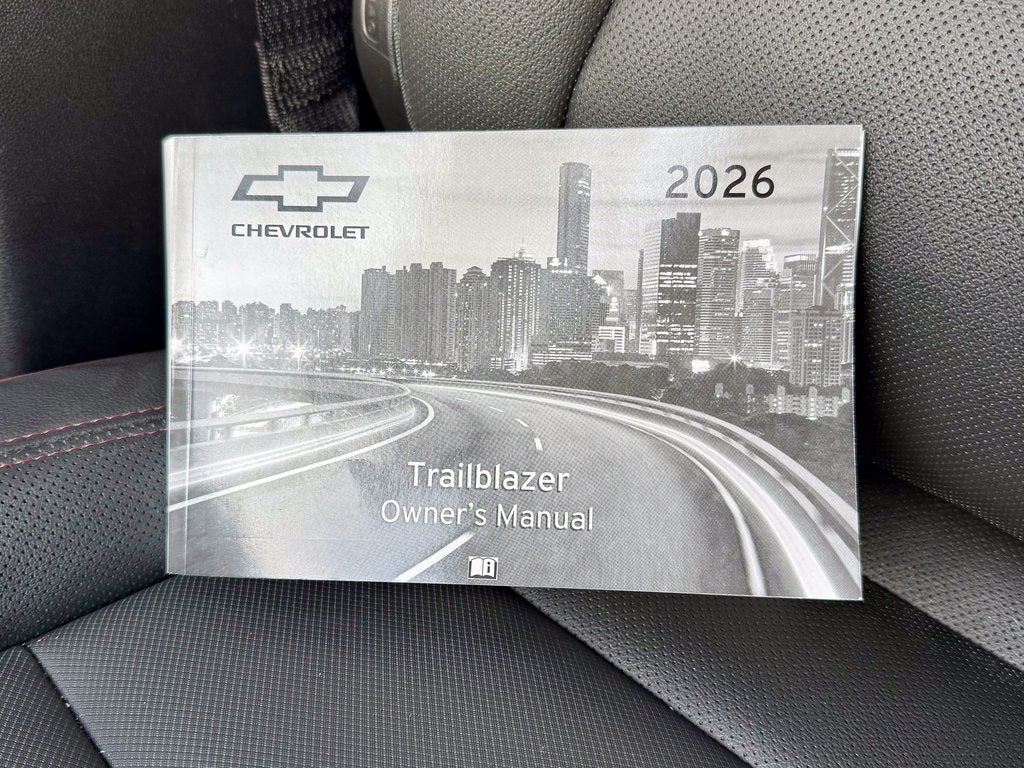 CHEVROLET
2026
Trailblazer
Owner's Manual